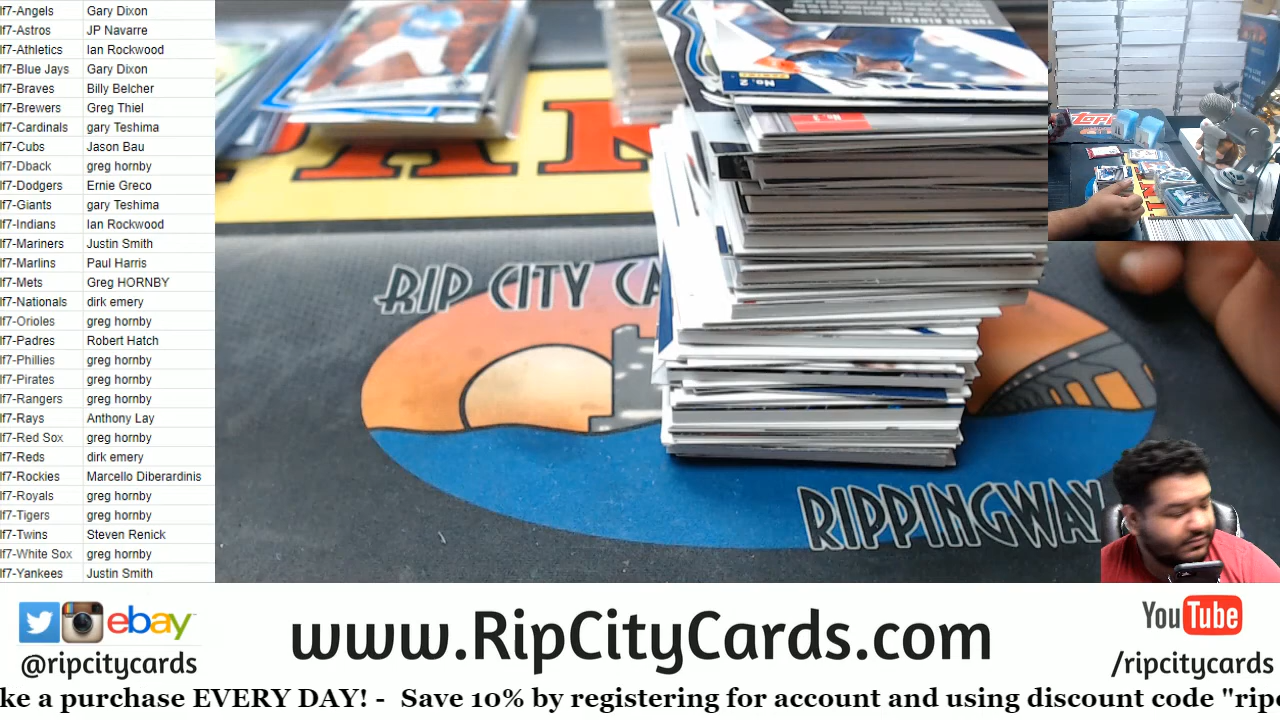 lf7-Angels Gary Dixon
lf7-Astros JP Navarre
lf7-Athletics Ian Rockwood
lf7-Blue Jays Gary Dixon
lf7-Braves Billy Belcher
lf7-Brewers Greg Thiel
lf7-Cardinals gary Teshima
lf7-Cubs Jason Bau
lf7-Dback greg hornby
lf7-Dodgers Ernie Greco
lf7-Giants gary Teshima
lf7-Indians Ian Rockwood
lf7-Mariners Justin Smith
lf7-Marlins Paul Harris
lf7-Mets Greg HORNBY
lf7-Nationals dirk emery
lf7-Orioles greg hornby
lf7-Padres Robert Hatch
lf7-Phillies greg hornby
lf7-Pirates greg hornby
lf7-Rangers greg hornby
lf7-Rays Anthony Lay
lf7-Red Sox greg hornby
lf7-Reds dirk emery
lf7-Rockies Marcello Diberardinis
lf7-Royals greg hornby
lf7-Tigers greg hornby
lf7-Twins Steven Renick
lf7-White Sox greg hornby
lf7-Yankees Justin Smith
No. 2
RIP CITY CA
RIPPINGWAY
TOPPS
ebay
@ripcitycards
www.RipCityCards.com
YouTube
/ripcitycards
ke a purchase EVERY DAY! - Save 10% by registering for account and using discount code "ripc